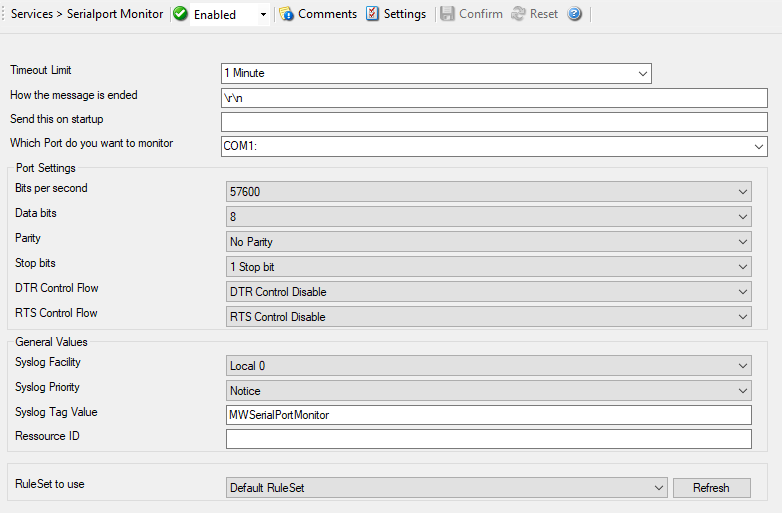 Services > Serialport Monitor Enabled Comments Settings Confirm Reset
Timeout Limit 1 Minute
How the message is ended \r\n
Send this on startup
Which Port do you want to monitor COM1:
Port Settings
Bits per second 57600
Data bits 8
Parity No Parity
Stop bits 1 Stop bit
DTR Control Flow DTR Control Disable
RTS Control Flow RTS Control Disable
General Values
Syslog Facility Local 0
Syslog Priority Notice
Syslog Tag Value MWSerialPortMonitor
Ressource ID
RuleSet to use Default RuleSet Refresh